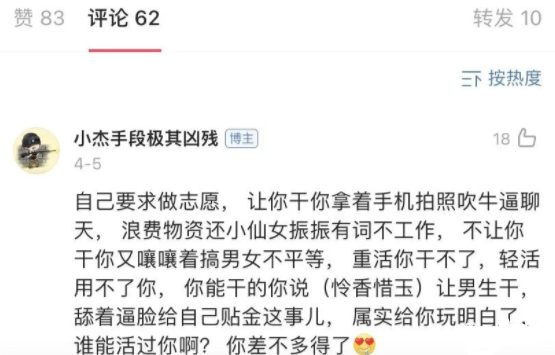 赞 83 评论 62 转发 10
按热度
小杰手段极其凶残 博主 18
4-5
自己要求做志愿， 让你干你拿着手机拍照吹牛逼聊
天， 浪费物资还小仙女振振有词不工作， 不让你
干你又嚷嚷着搞男女不平等，重活你干不了，轻活
用不了你， 你能干的你说（怜香惜玉）让男生干，
舔着逼脸给自己贴金这事儿， 属实给你玩明白了．
谁能活过你啊？ 你差不多得了😍